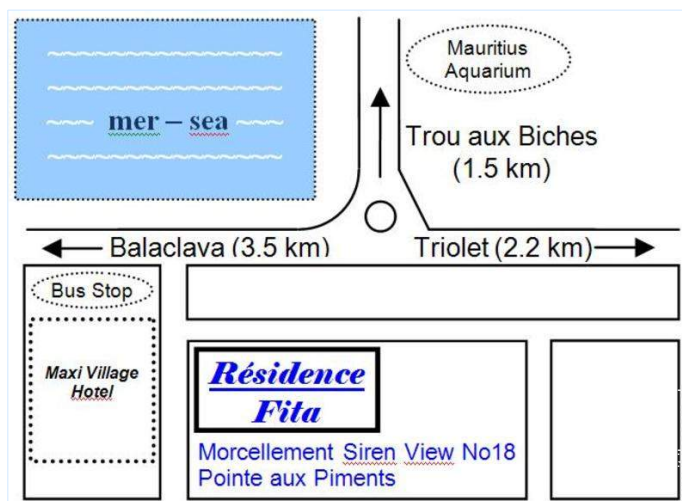 Mauritius
Aquarium
mer – sea
Trou aux Biches
(1.5 km)
Balaclava (3.5 km)
Triolet (2.2 km)
Bus Stop
Maxi Village
Hotel
Résidence
Fita
Morcellement Siren View No18
Pointe aux Piments